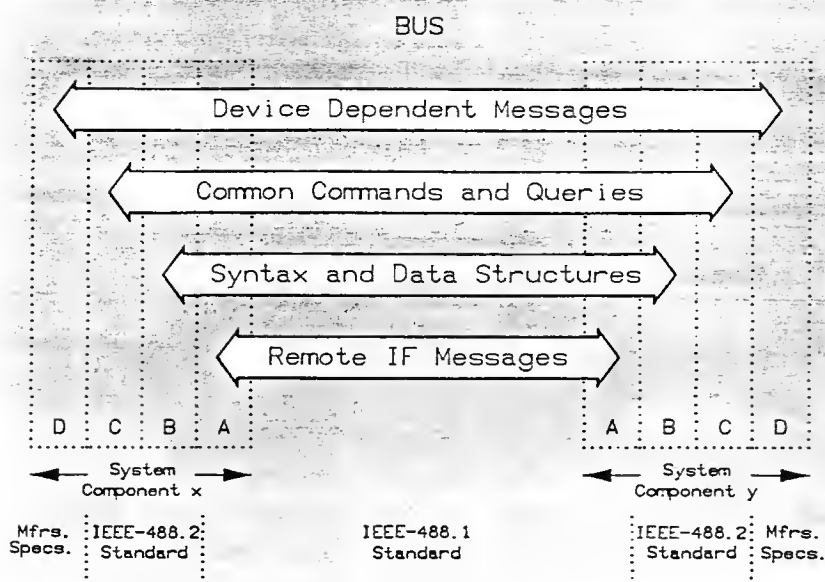 BUS
Device Dependent Messages
Common Commands and Queries
Syntax and Data Structures
Remote IF Messages
D C B A A B C D
System
Component x
System
Component y
Mfrs.
Specs.
IEEE-488.2
Standard
IEEE-488.1
Standard
IEEE-488.2
Standard
Mfrs.
Specs.